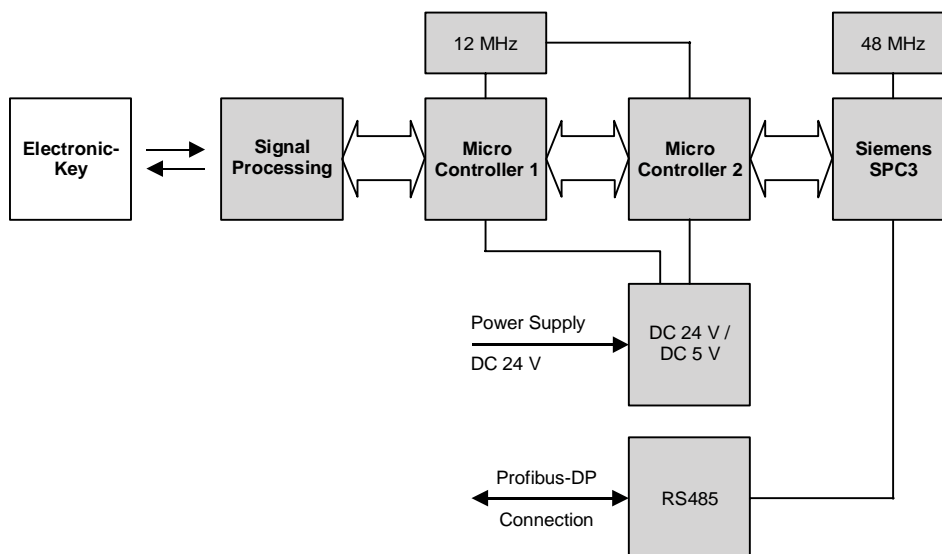 12 MHz
48 MHz
Electronic-
Key
Signal
Processing
Micro
Controller 1
Micro
Controller 2
Siemens
SPC3
Power Supply
DC 24 V
DC 24 V /
DC 5 V
Profibus-DP
Connection
RS485